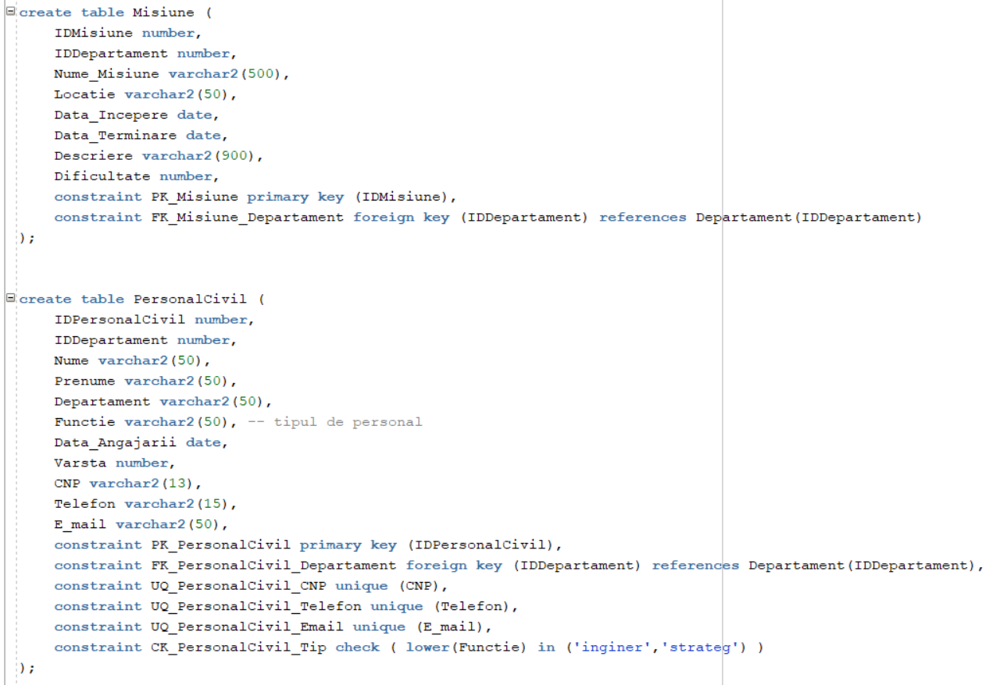 create table Misiune (
    IDMisiune number,
    IDDepartament number,
    Nume_Misiune varchar2(500),
    Locatie varchar2(50),
    Data_Incepere date,
    Data_Terminare date,
    Descriere varchar2(900),
    Dificultate number,
    constraint PK_Misiune primary key (IDMisiune),
    constraint FK_Misiune_Departament foreign key (IDDepartament) references Departament(IDDepartament)
);
create table PersonalCivil (
    IDPersonalCivil number,
    IDDepartament number,
    Nume varchar2(50),
    Prenume varchar2(50),
    Departament varchar2(50),
    Functie varchar2(50), -- tipul de personal
    Data_Angajarii date,
    Varsta number,
    CNP varchar2(13),
    Telefon varchar2(15),
    E_mail varchar2(50),
    constraint PK_PersonalCivil primary key (IDPersonalCivil),
    constraint FK_PersonalCivil_Departament foreign key (IDDepartament) references Departament(IDDepartament),
    constraint UQ_PersonalCivil_CNP unique (CNP),
    constraint UQ_PersonalCivil_Telefon unique (Telefon),
    constraint UQ_PersonalCivil_Email unique (E_mail),
    constraint CK_PersonalCivil_Tip check ( lower(Functie) in ('inginer','strateg') )
);